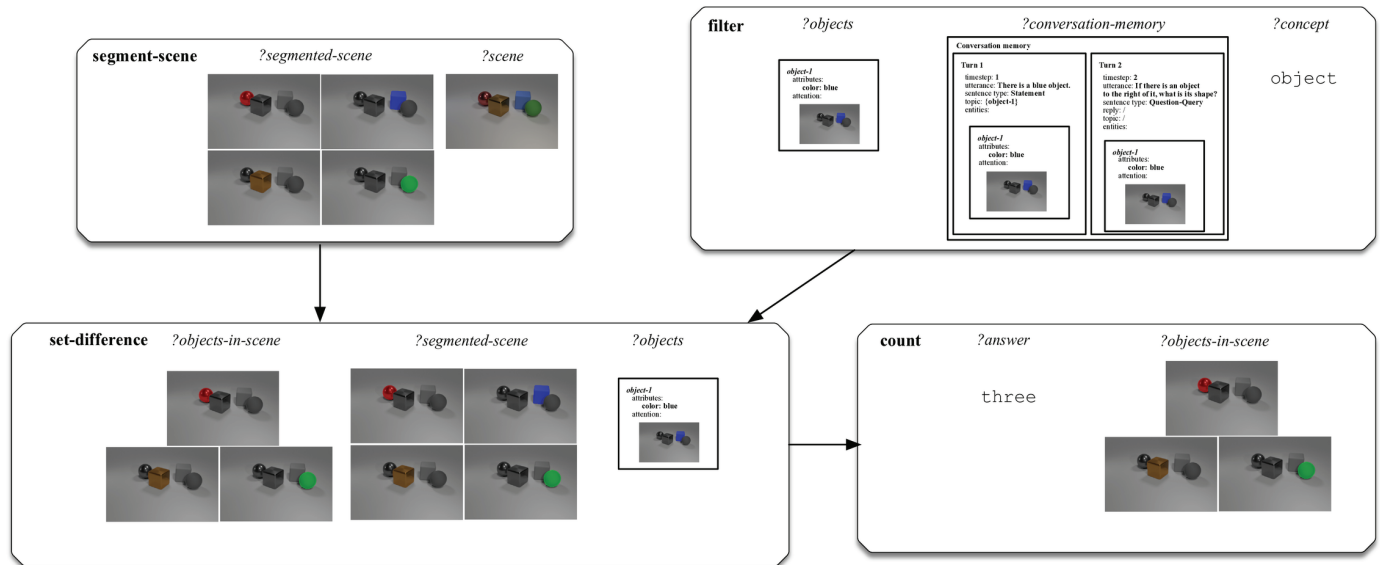 segment-scene
?segmented-scene
?scene
filter
?objects
?conversation-memory
?concept
object-1
attributes:
color: blue
attention:
Conversation memory
Turn 1
timestep: 1
utterance: There is a blue object.
sentence type: Statement
topic: {object-1}
entities:
object-1
attributes:
color: blue
attention:
Turn 2
timestep: 2
utterance: If there is an object
to the right of it, what is its shape?
sentence type: Question-Query
reply: /
topic: /
entities:
object-1
attributes:
color: blue
attention:
object
set-difference
?objects-in-scene
?segmented-scene
?objects
object-1
attributes:
color: blue
attention:
count
?answer
?objects-in-scene
three